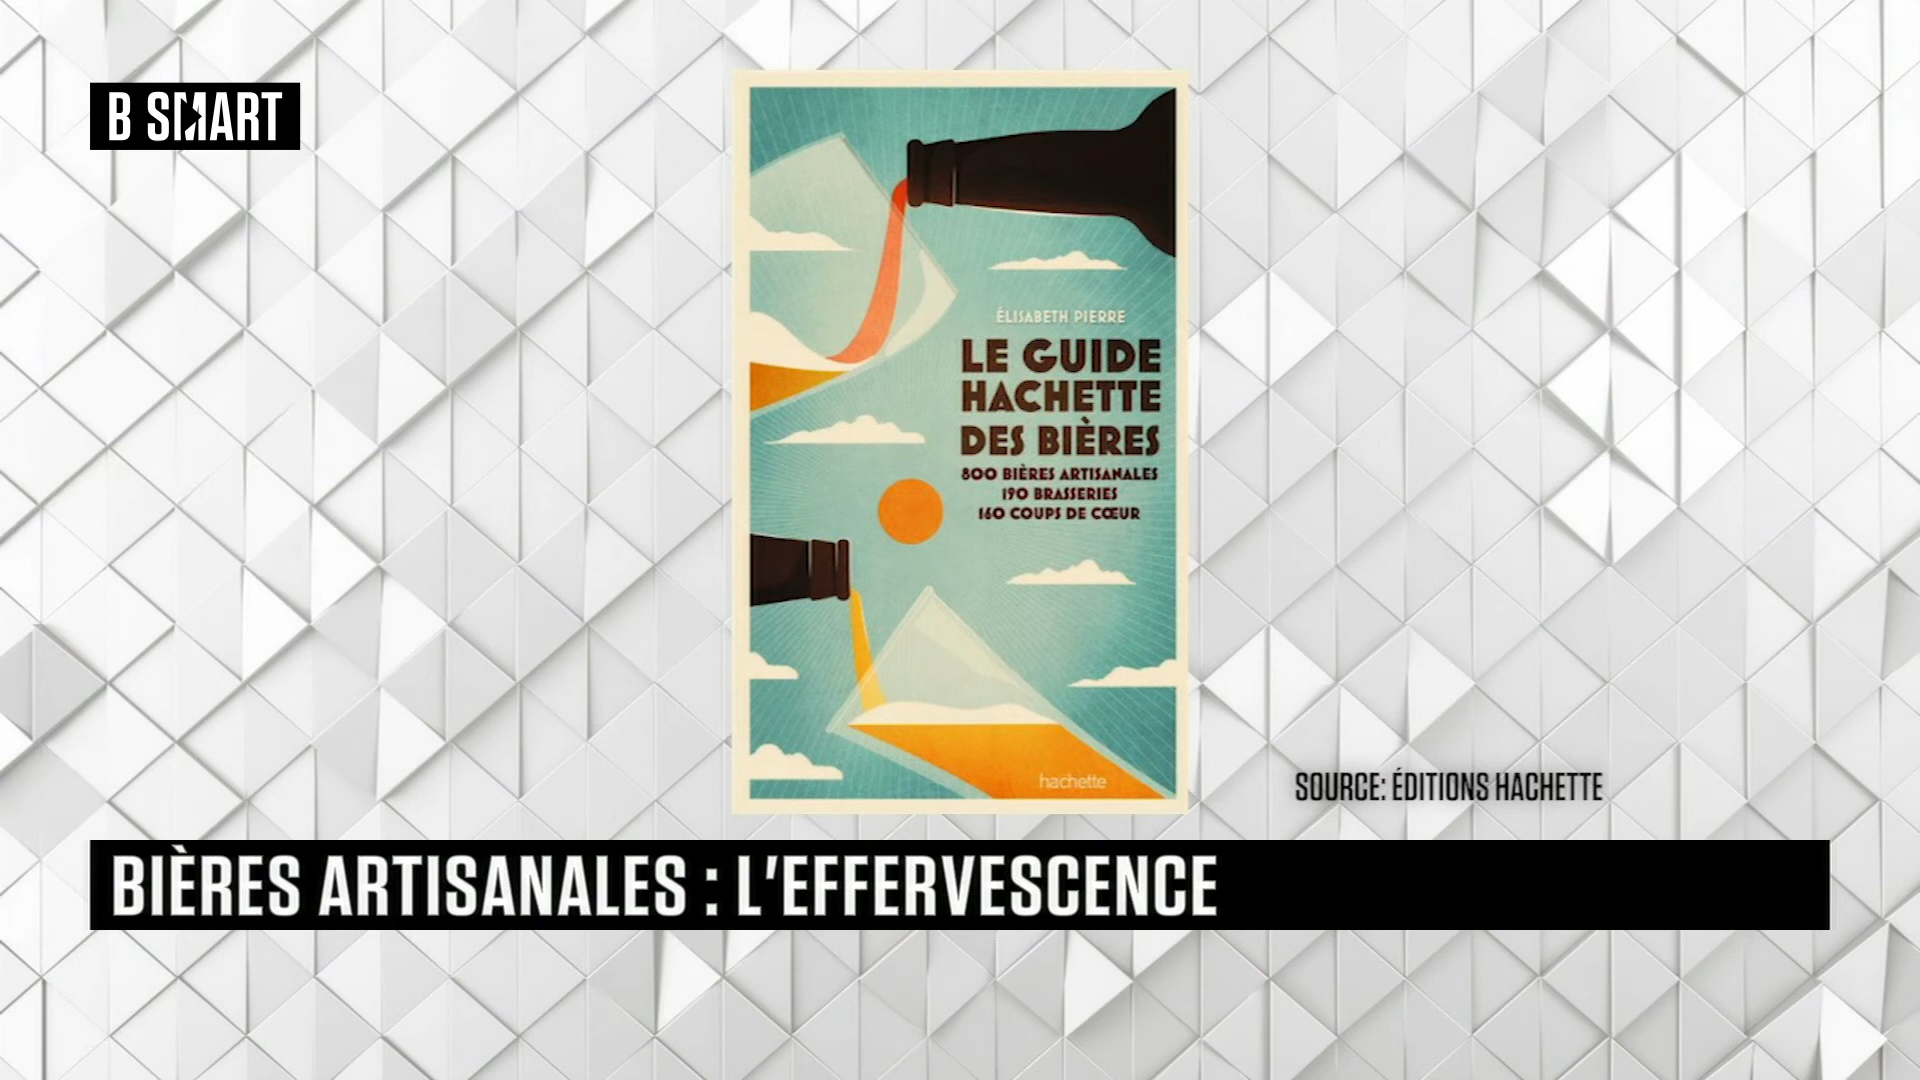 B SMART
ÉLISABETH PIERRE
LE GUIDE
HACHETTE
DES BIÈRES
800 BIÈRES ARTISANALES
190 BRASSERIES
160 COUPS DE CŒUR
hachette
SOURCE: ÉDITIONS HACHETTE
BIÈRES ARTISANALES : L'EFFERVESCENCE